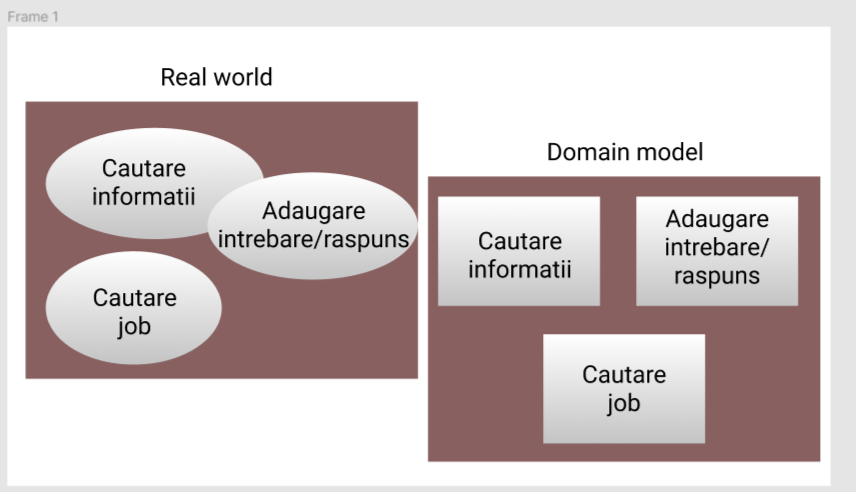 Frame 1
Real world
Cautare
informatii
Adaugare
intrebare/raspuns
Cautare
job
Domain model
Cautare
informatii
Adaugare
intrebare/
raspuns
Cautare
job